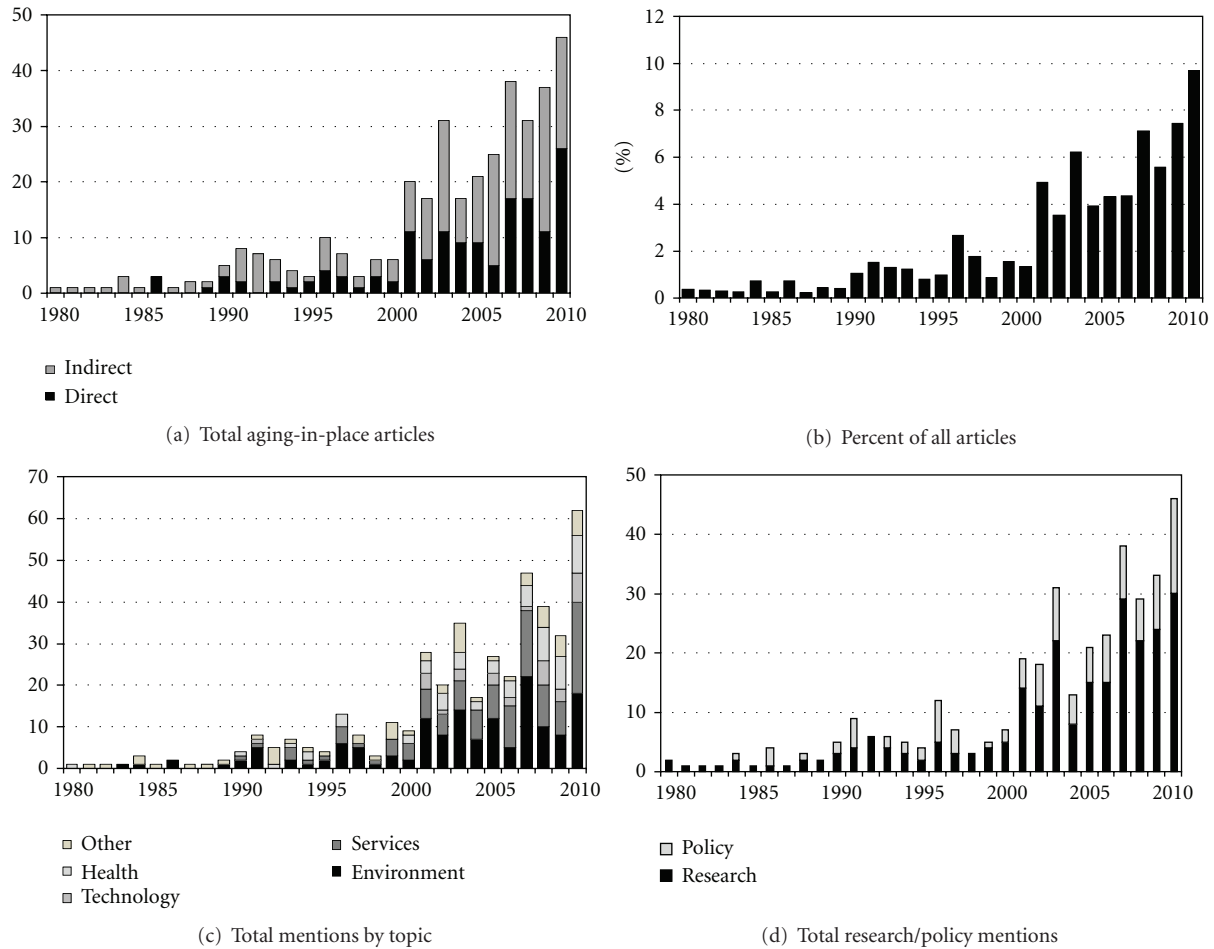 50
40
30
20
10
0
1980 1985 1990 1995 2000 2005 2010
Indirect
Direct
(a) Total aging-in-place articles
12
10
8
6
4
2
0
(%)
1980 1985 1990 1995 2000 2005 2010
(b) Percent of all articles
70
60
50
40
30
20
10
0
1980 1985 1990 1995 2000 2005 2010
Other
Health
Technology
Services
Environment
(c) Total mentions by topic
50
40
30
20
10
0
1980 1985 1990 1995 2000 2005 2010
Policy
Research
(d) Total research/policy mentions